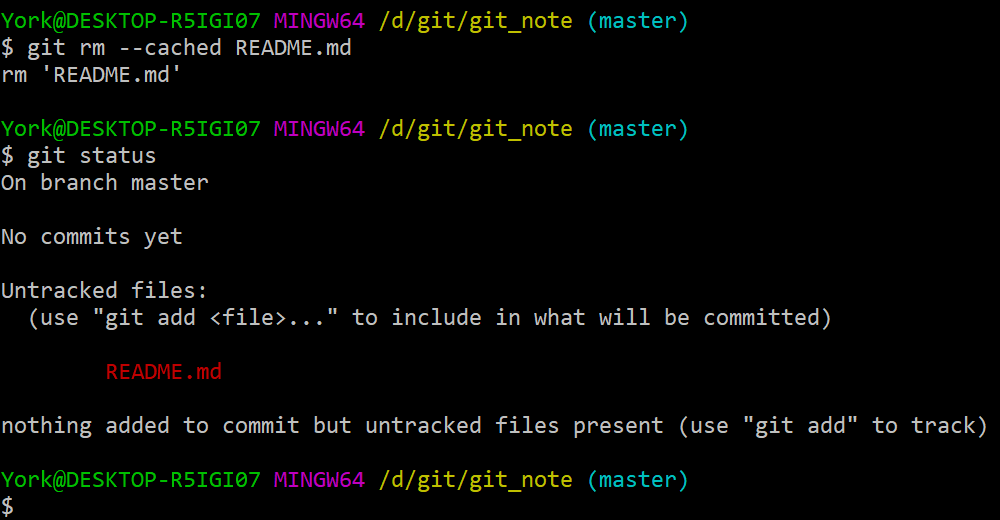 York@DESKTOP-R5IGI07 MINGW64 /d/git/git_note (master)
$ git rm --cached README.md
rm 'README.md'
York@DESKTOP-R5IGI07 MINGW64 /d/git/git_note (master)
$ git status
On branch master
No commits yet
Untracked files:
  (use "git add <file>..." to include in what will be committed)
        README.md
nothing added to commit but untracked files present (use "git add" to track)
York@DESKTOP-R5IGI07 MINGW64 /d/git/git_note (master)
$